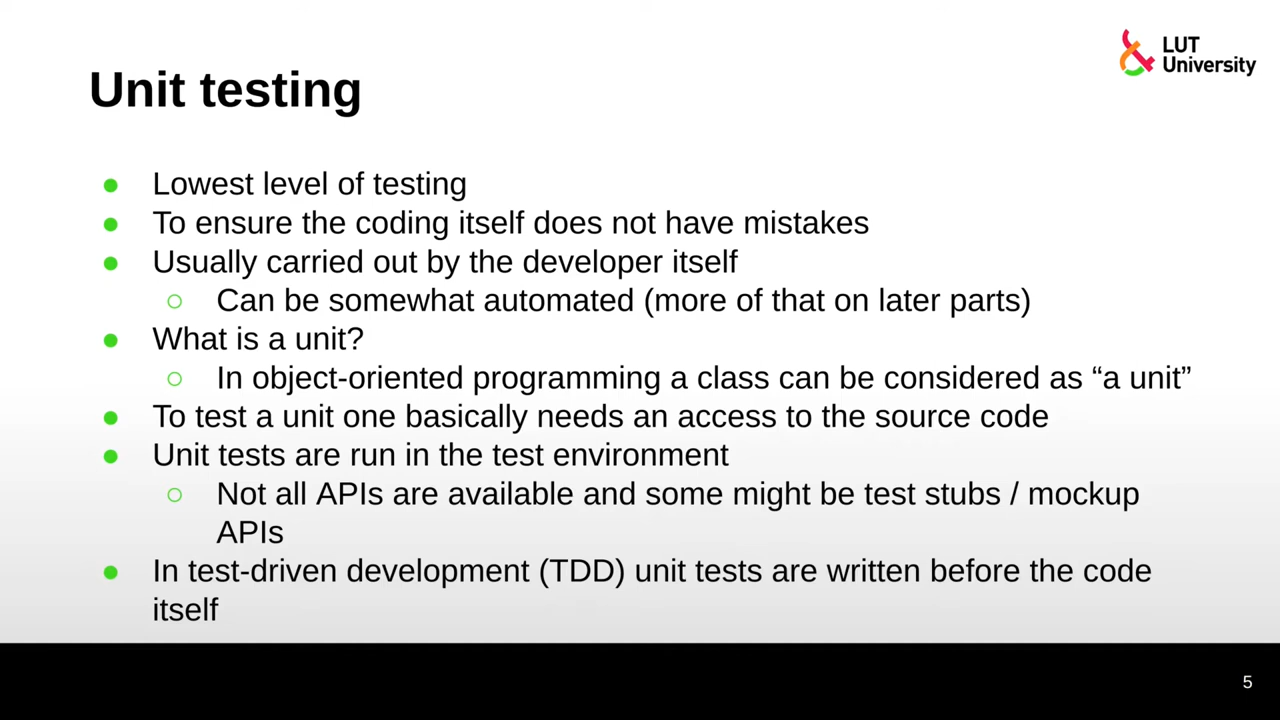 LUT
University
Unit testing
● Lowest level of testing
● To ensure the coding itself does not have mistakes
● Usually carried out by the developer itself
○ Can be somewhat automated (more of that on later parts)
● What is a unit?
○ In object-oriented programming a class can be considered as “a unit”
● To test a unit one basically needs an access to the source code
● Unit tests are run in the test environment
○ Not all APIs are available and some might be test stubs / mockup
APIs
● In test-driven development (TDD) unit tests are written before the code
itself
5